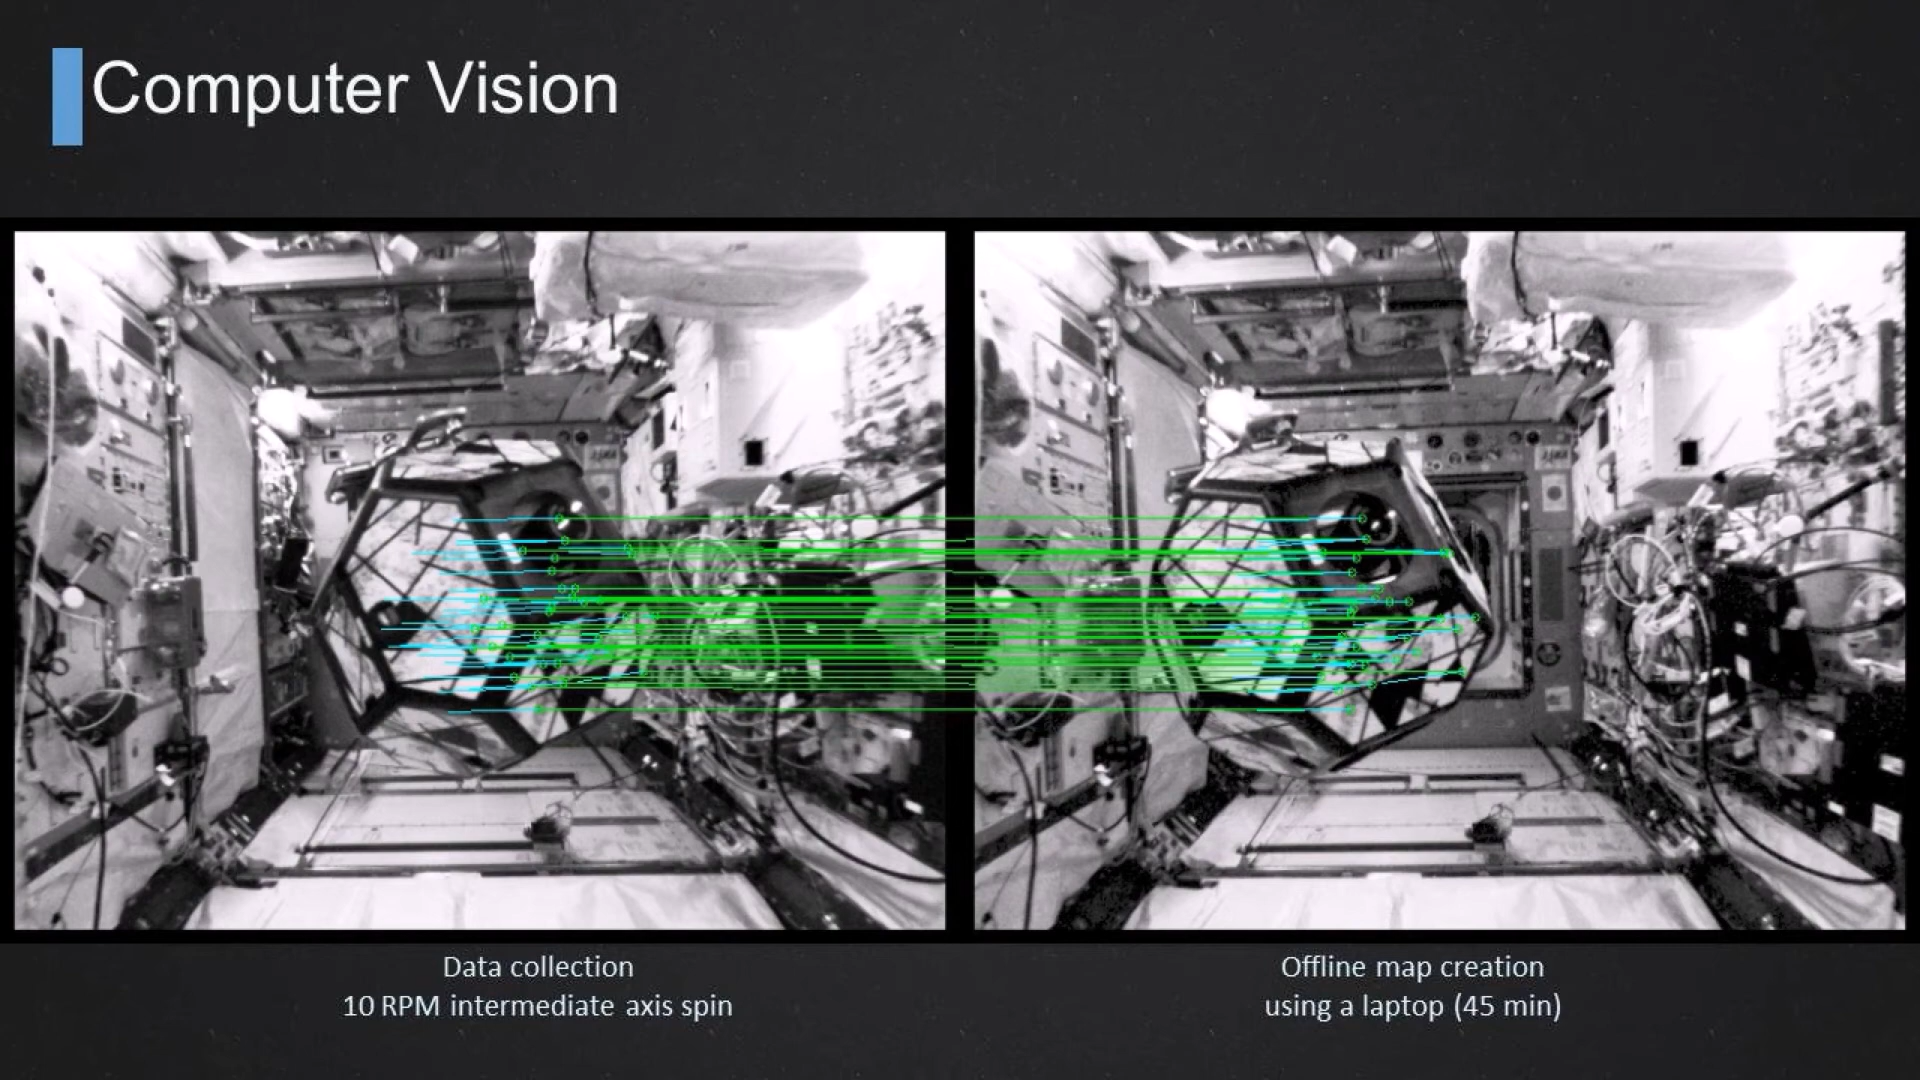 Computer Vision
Data collection
10 RPM intermediate axis spin
Offline map creation
using a laptop (45 min)